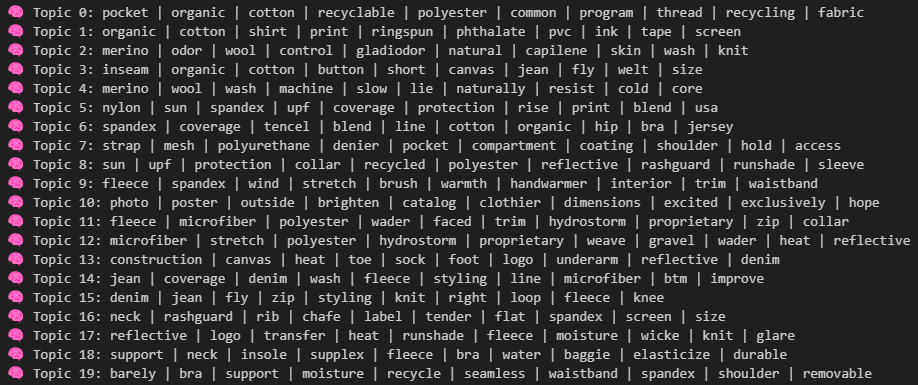 🧠 Topic 0: pocket | organic | cotton | recyclable | polyester | common | program | thread | recycling | fabric
🧠 Topic 1: organic | cotton | shirt | print | ringspun | phthalate | pvc | ink | tape | screen
🧠 Topic 2: merino | odor | wool | control | gladiodor | natural | capilene | skin | wash | knit
🧠 Topic 3: inseam | organic | cotton | button | short | canvas | jean | fly | welt | size
🧠 Topic 4: merino | wool | wash | machine | slow | lie | naturally | resist | cold | core
🧠 Topic 5: nylon | sun | spandex | upf | coverage | protection | rise | print | blend | usa
🧠 Topic 6: spandex | coverage | tencel | blend | line | cotton | organic | hip | bra | jersey
🧠 Topic 7: strap | mesh | polyurethane | denier | pocket | compartment | coating | shoulder | hold | access
🧠 Topic 8: sun | upf | protection | collar | recycled | polyester | reflective | rashguard | runshade | sleeve
🧠 Topic 9: fleece | spandex | wind | stretch | brush | warmth | handwarmer | interior | trim | waistband
🧠 Topic 10: photo | poster | outside | brighten | catalog | clothier | dimensions | excited | exclusively | hope
🧠 Topic 11: fleece | microfiber | polyester | wader | faced | trim | hydrostorm | proprietary | zip | collar
🧠 Topic 12: microfiber | stretch | polyester | hydrostorm | proprietary | weave | gravel | wader | heat | reflective
🧠 Topic 13: construction | canvas | heat | toe | sock | foot | logo | underarm | reflective | denim
🧠 Topic 14: jean | coverage | denim | wash | fleece | styling | line | microfiber | btm | improve
🧠 Topic 15: denim | jean | fly | zip | styling | knit | right | loop | fleece | knee
🧠 Topic 16: neck | rashguard | rib | chafe | label | tender | flat | spandex | screen | size
🧠 Topic 17: reflective | logo | transfer | heat | runshade | fleece | moisture | wicke | knit | glare
🧠 Topic 18: support | neck | insole | supplex | fleece | bra | water | baggie | elasticize | durable
🧠 Topic 19: barely | bra | support | moisture | recycle | seamless | waistband | spandex | shoulder | removable